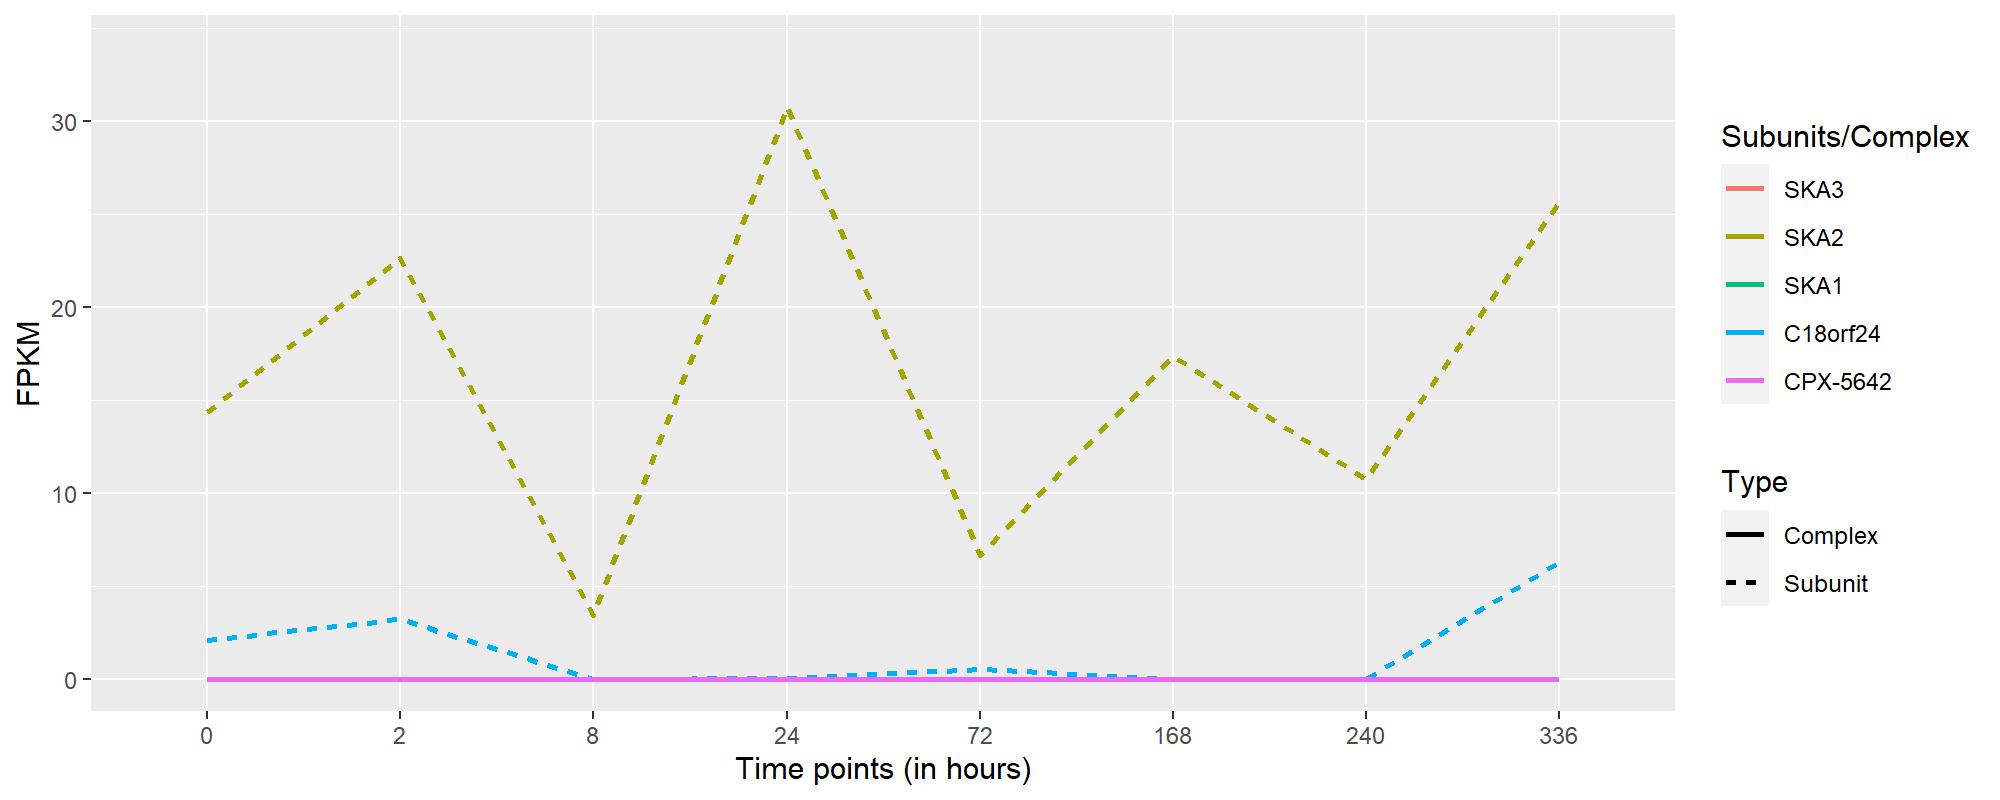 FPKM
30
20
10
0
0 2 8 24 72 168 240 336
Time points (in hours)
Subunits/Complex
SKA3
SKA2
SKA1
C18orf24
CPX-5642
Type
Complex
Subunit